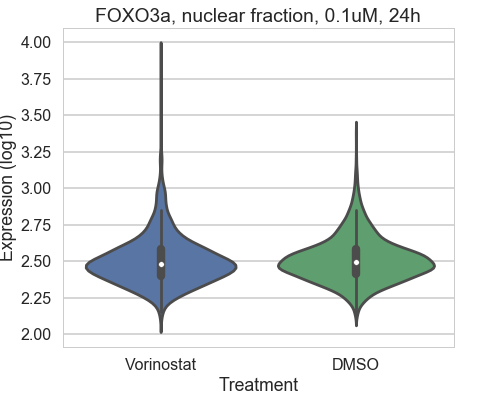 FOXO3a, nuclear fraction, 0.1uM, 24h
Expression (log10)
4.00
3.75
3.50
3.25
3.00
2.75
2.50
2.25
2.00
Vorinostat
DMSO
Treatment